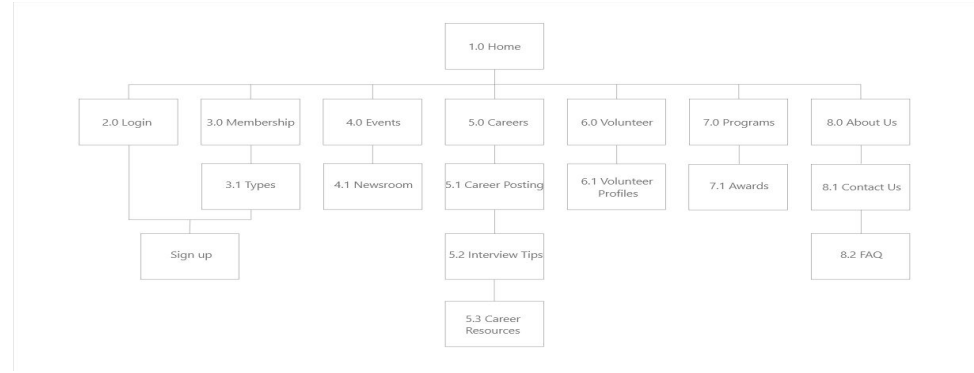 1.0 Home
2.0 Login
3.0 Membership
4.0 Events
5.0 Careers
6.0 Volunteer
7.0 Programs
8.0 About Us
3.1 Types
4.1 Newsroom
5.1 Career Posting
6.1 Volunteer
Profiles
7.1 Awards
8.1 Contact Us
Sign up
5.2 Interview Tips
8.2 FAQ
5.3 Career
Resources